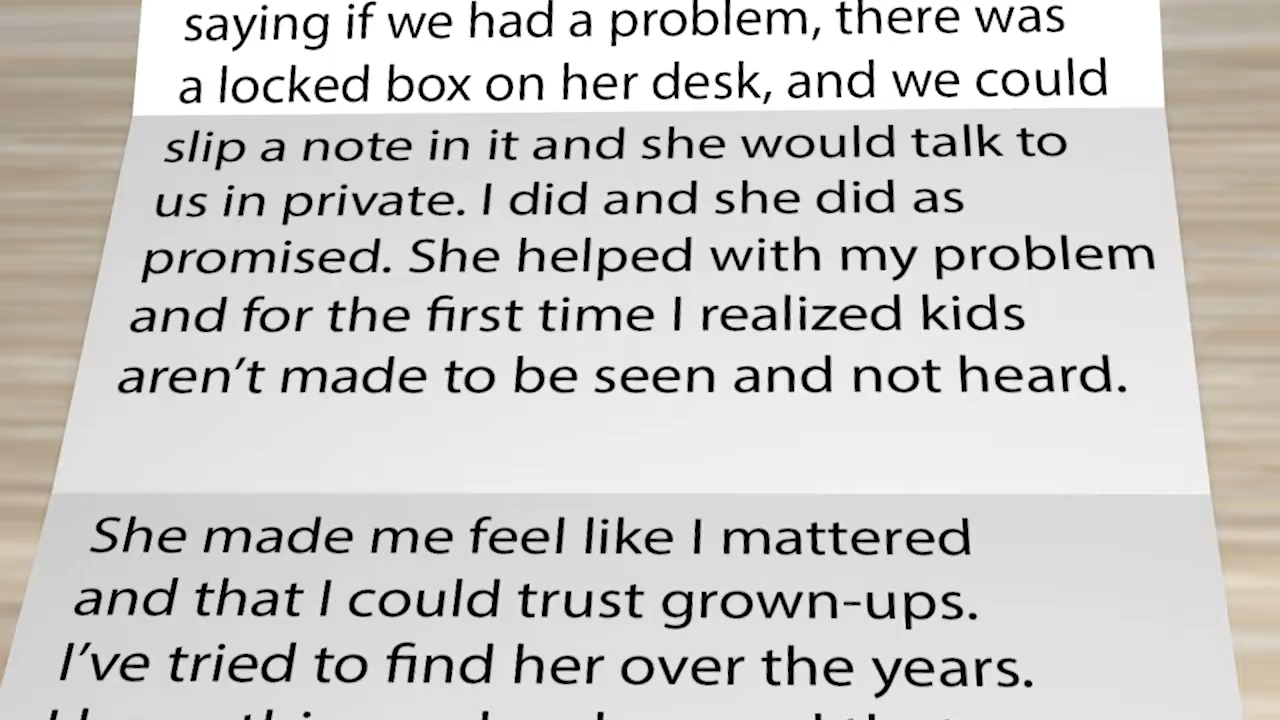 saying if we had a problem, there was
a locked box on her desk, and we could
slip a note in it and she would talk to
us in private. I did and she did as
promised. She helped with my problem
and for the first time I realized kids
aren’t made to be seen and not heard.
She made me feel like I mattered
and that I could trust grown-ups.
I’ve tried to find her over the years.